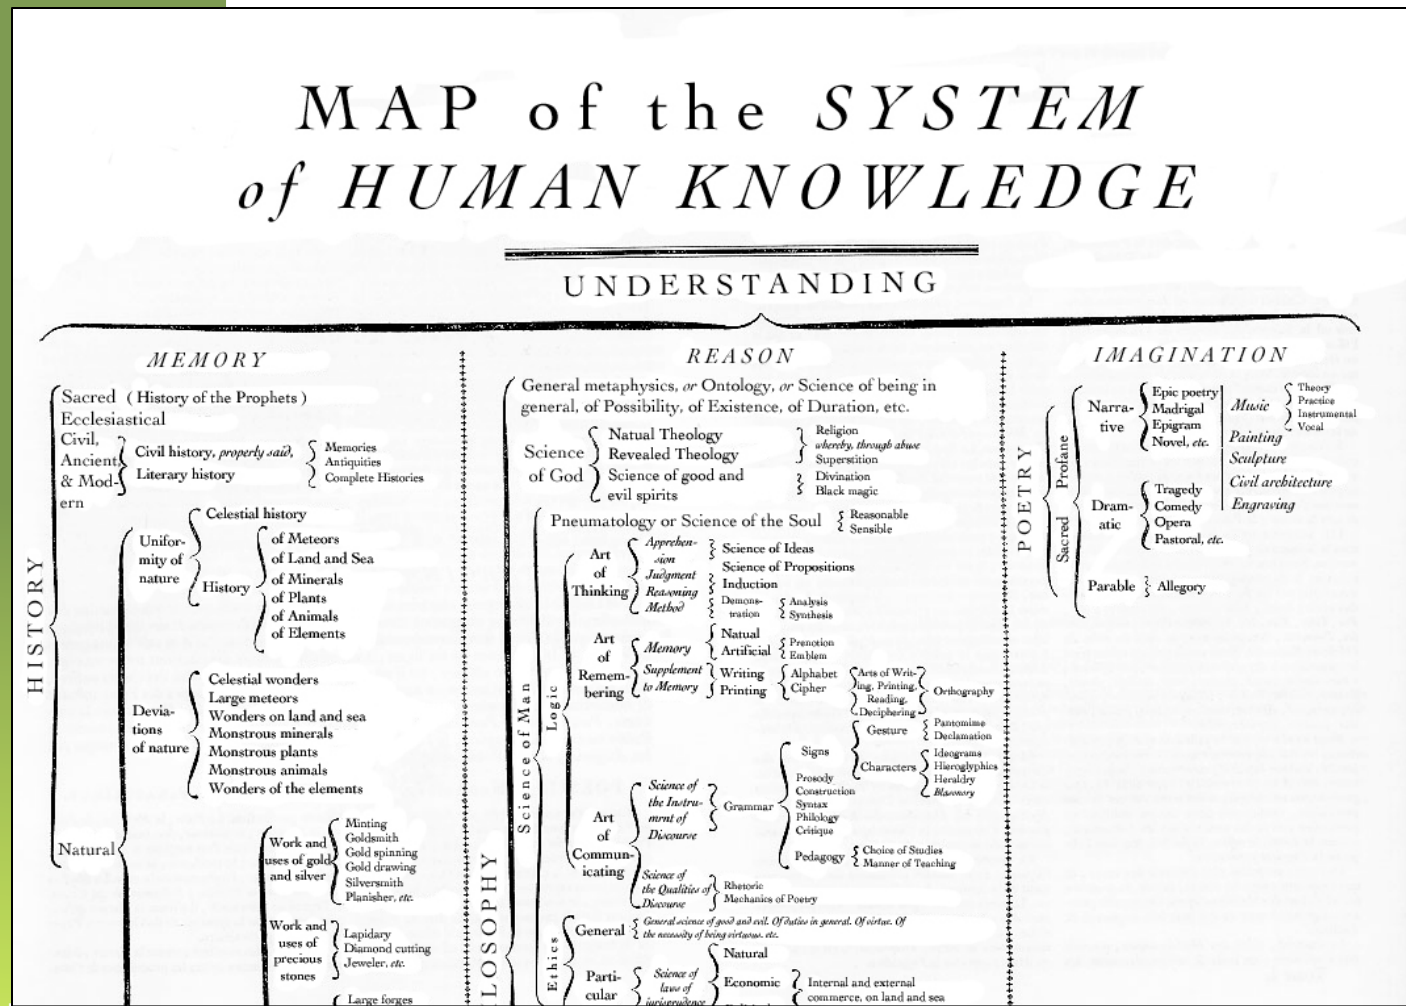 MAP of the SYSTEM
of HUMAN KNOWLEDGE
UNDERSTANDING
MEMORY
HISTORY
Sacred ( History of the Prophets )
Ecclesiastical
Civil,
Ancient
& Mod-
ern
Civil history, properly said,
Literary history
Memories
Antiquities
Complete Histories
Natural
Unifor-
mity of
nature
Celestial history
History
of Meteors
of Land and Sea
of Minerals
of Plants
of Animals
of Elements
Devia-
tions
of nature
Celestial wonders
Large meteors
Wonders on land and sea
Monstrous minerals
Monstrous plants
Monstrous animals
Wonders of the elements
Work and
uses of gold
and silver
Minting
Goldsmith
Gold spinning
Gold drawing
Silversmith
Planisher, etc.
Work and
uses of
precious
stones
Lapidary
Diamond cutting
Jeweler, etc.
Large forges
REASON
LOSOPHY
General metaphysics, or Ontology, or Science of being in
general, of Possibility, of Existence, of Duration, etc.
Science
of God
Natual Theology
Revealed Theology
Science of good and
evil spirits
Religion
whereby, through abuse
Superstition
Divination
Black magic
Science of Man
Pneumatology or Science of the Soul
Reasonable
Sensible
Logic
Art
of
Thinking
Apprehen-
sion
Judgment
Reasoning
Method
Science of Ideas
Science of Propositions
Induction
Demons-
tration
Analysis
Synthesis
Art
of
Remem-
bering
Memory
Supplement
to Memory
Natual
Artificial
Prenotion
Emblem
Writing
Printing
Alphabet
Cipher
Arts of Writ-
ing, Printing,
Reading,
Deciphering
Orthography
Art
of
Commun-
icating
Science of
the Instru-
mrnt of
Discourse
Grammar
Signs
Gesture
Pantomime
Declamation
Characters
Ideograms
Hieroglyphics
Heraldry
Blasonry
Prosody
Construction
Syntax
Philology
Critique
Pedagogy
Choice of Studies
Manner of Teaching
Science of
the Qualities of
Discourse
Rhetoric
Mechanics of Poetry
Ethics
General
General science of good and evil. Of duties in general. Of virtue. Of
the necessity of being virtuous. etc.
Parti-
cular
Science of
laws of
jurisprudence
Natural
Economic
Internal and external
commerce, on land and sea
IMAGINATION
POETRY
Profane
Sacred
Narra-
tive
Epic poetry
Madrigal
Epigram
Novel, etc.
Music
Theory
Practice
Instrumental
Vocal
Painting
Sculpture
Civil architecture
Engraving
Dram-
atic
Tragedy
Comedy
Opera
Pastoral, etc.
Parable
Allegory